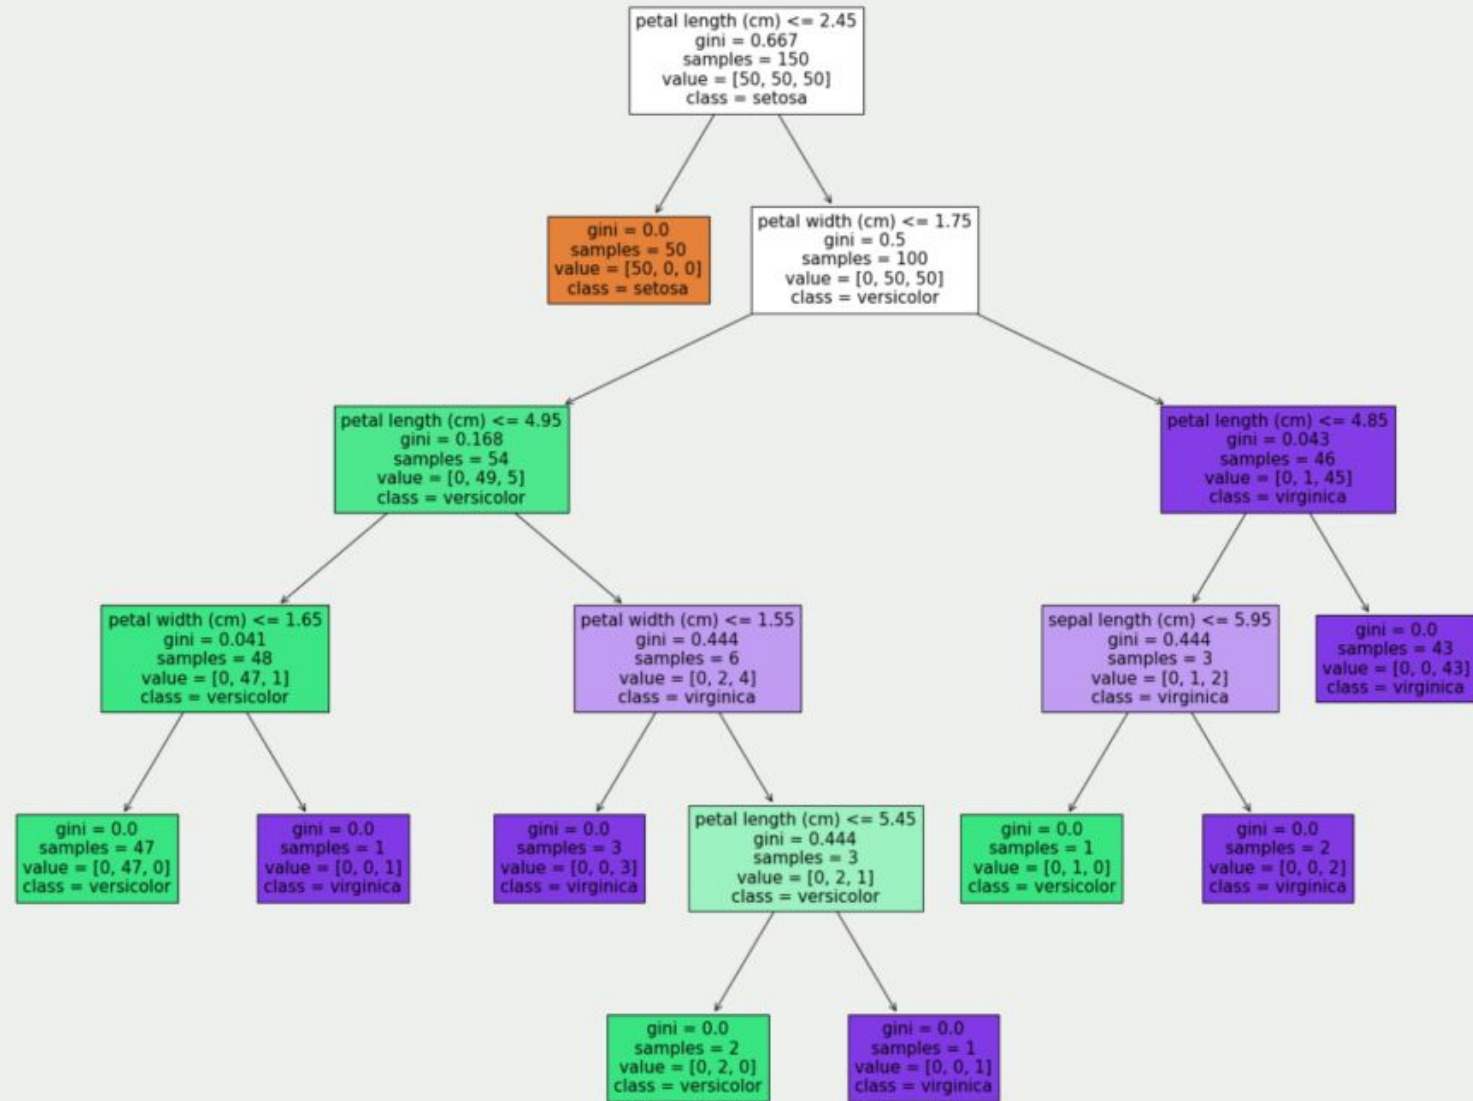 petal length (cm) <= 2.45
gini = 0.667
samples = 150
value = [50, 50, 50]
class = setosa
gini = 0.0
samples = 50
value = [50, 0, 0]
class = setosa
petal width (cm) <= 1.75
gini = 0.5
samples = 100
value = [0, 50, 50]
class = versicolor
petal length (cm) <= 4.95
gini = 0.168
samples = 54
value = [0, 49, 5]
class = versicolor
petal length (cm) <= 4.85
gini = 0.043
samples = 46
value = [0, 1, 45]
class = virginica
petal width (cm) <= 1.65
gini = 0.041
samples = 48
value = [0, 47, 1]
class = versicolor
petal width (cm) <= 1.55
gini = 0.444
samples = 6
value = [0, 2, 4]
class = virginica
sepal length (cm) <= 5.95
gini = 0.444
samples = 3
value = [0, 1, 2]
class = virginica
gini = 0.0
samples = 43
value = [0, 0, 43]
class = virginica
gini = 0.0
samples = 47
value = [0, 47, 0]
class = versicolor
gini = 0.0
samples = 1
value = [0, 0, 1]
class = virginica
gini = 0.0
samples = 3
value = [0, 0, 3]
class = virginica
petal length (cm) <= 5.45
gini = 0.444
samples = 3
value = [0, 2, 1]
class = versicolor
gini = 0.0
samples = 1
value = [0, 1, 0]
class = versicolor
gini = 0.0
samples = 2
value = [0, 0, 2]
class = virginica
gini = 0.0
samples = 2
value = [0, 2, 0]
class = versicolor
gini = 0.0
samples = 1
value = [0, 0, 1]
class = virginica